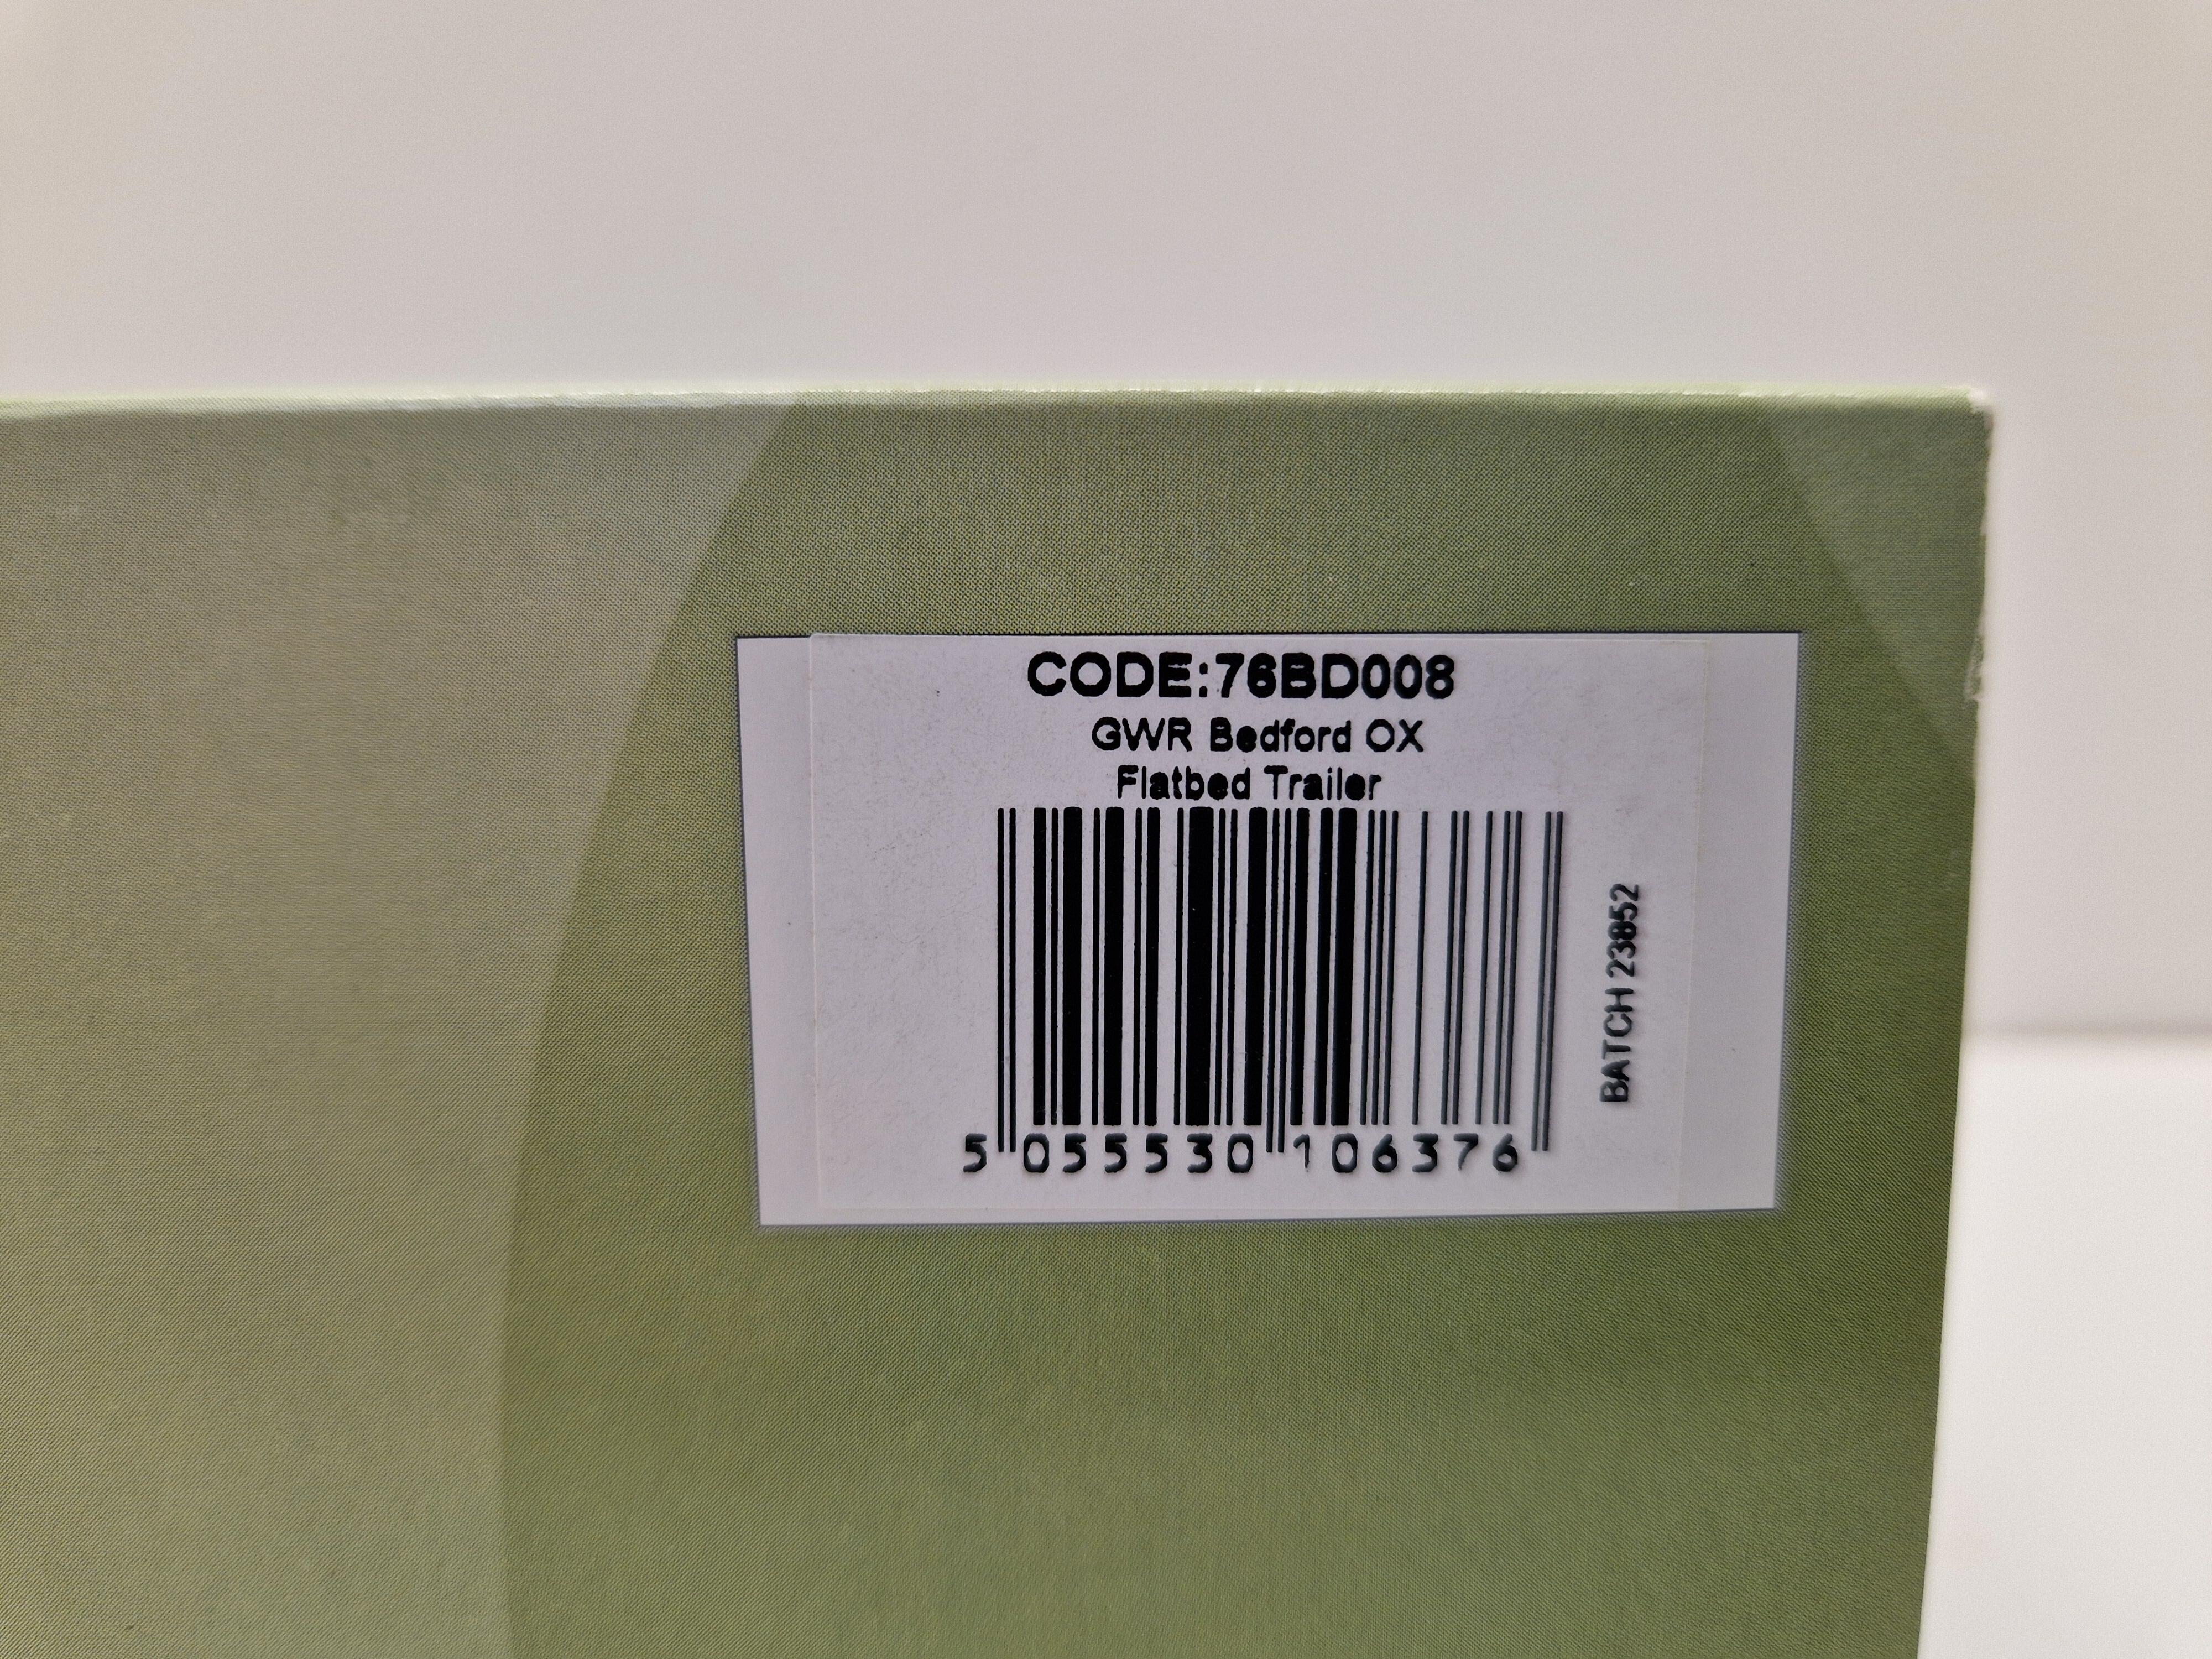 CODE:76BD008
GWR Bedford OX
Flatbed Trailer
5 055530 106376
BATCH 23852